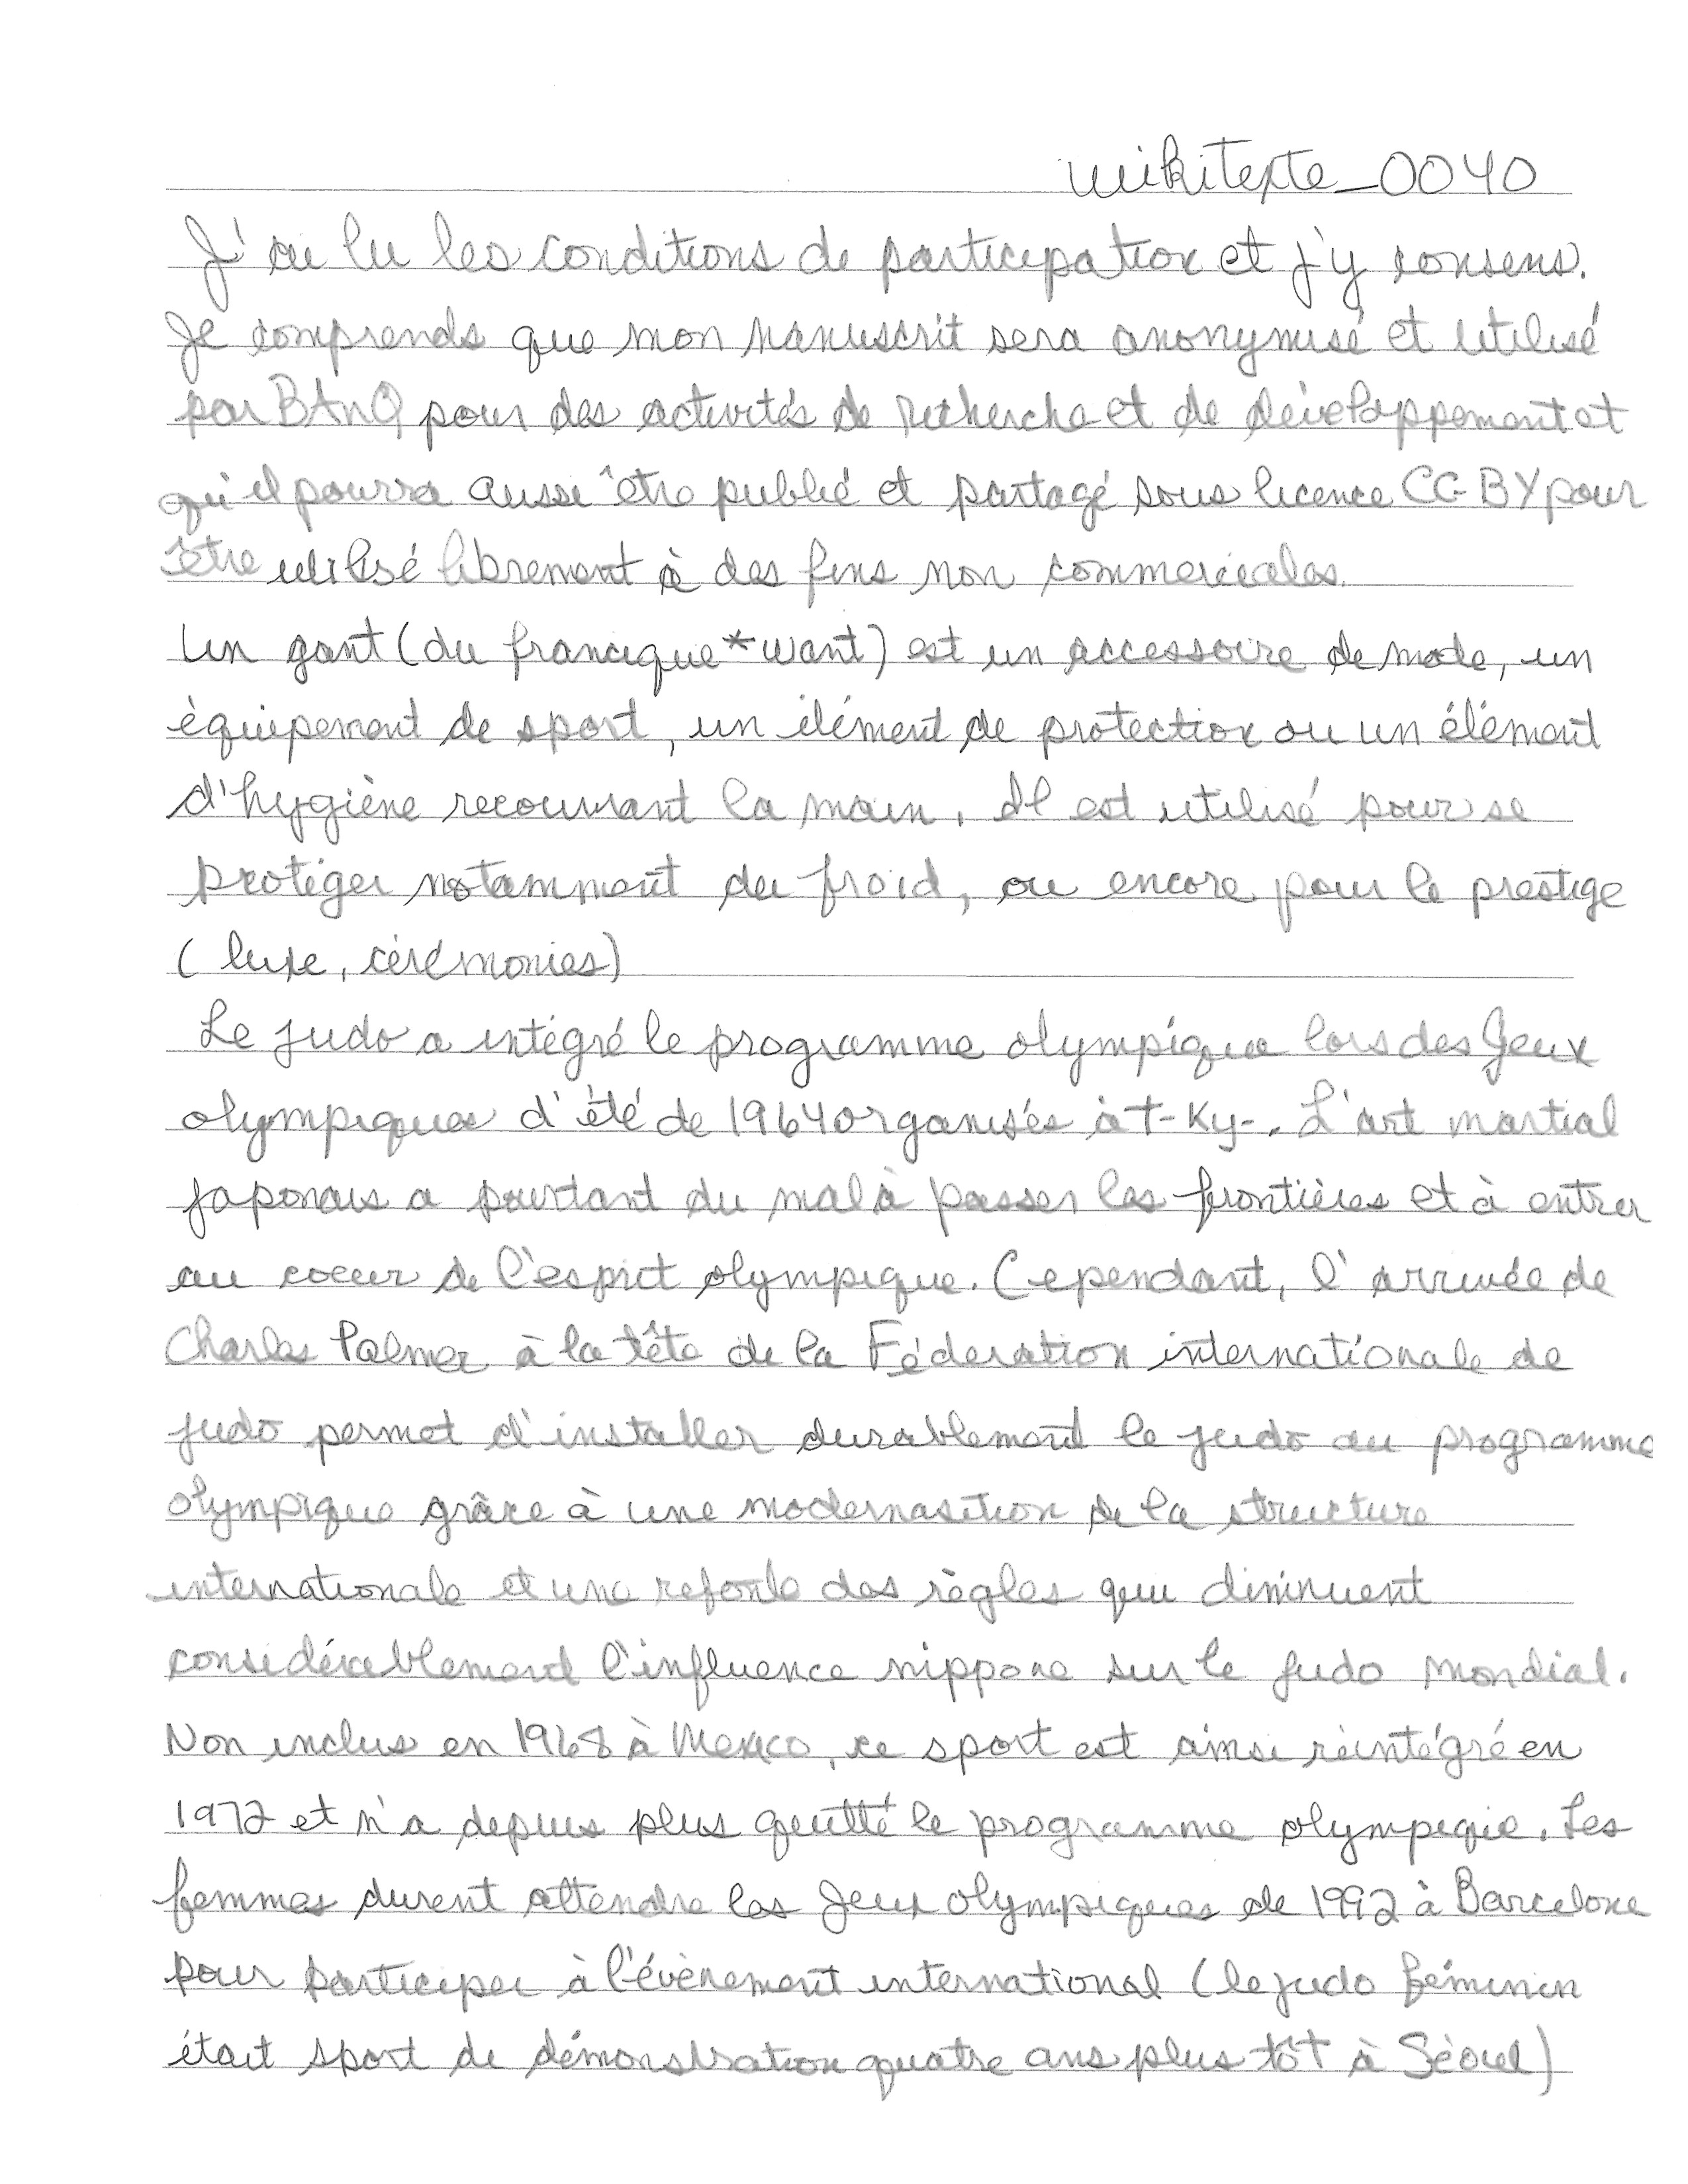 wikitexte_0040
J'ai lu les conditions de participation et j'y consens.
Je comprends que mon manuscrit sera anonymisé et utilisé
par BAnQ pour des activités de recherche et de développement et
qu'il pourra aussi être publié et partagé sous licence CC-BY pour
être utilisé librement à des fins non commerciales.
Un gant (du francique *want) est un accessoire de mode, un
équipement de sport, un élément de protection ou un élément
d'hygiène recouvrant la main. Il est utilisé pour se
protéger notamment du froid, ou encore pour le prestige
(luxe, cérémonies)
Le judo a intégré le programme olympique lors des Jeux
olympiques d'été de 1964 organisés à T-Ky-. L'art martial
japonais a pourtant du mal à passer les frontières et à entrer
au coeur de l'esprit olympique. Cependant, l'arrivée de
Charles Palmer à la tête de la Fédération internationale de
judo permet d'installer durablement le judo au programme
olympique grâce à une modernasition de la structure
internationale et une refonte des règles qui diminuent
considérablement l'influence nippone sur le judo mondial.
Non inclus en 1968 à Mexico, ce sport est ainsi réintégré en
1972 et n'a depuis plus quitté le programme olympique. Les
femmes durent attendre les Jeux olympiques de 1992 à Barcelone
pour participer à l'évènement international (le judo féminin
était sport de démonstration quatre ans plus tôt à Séoul)